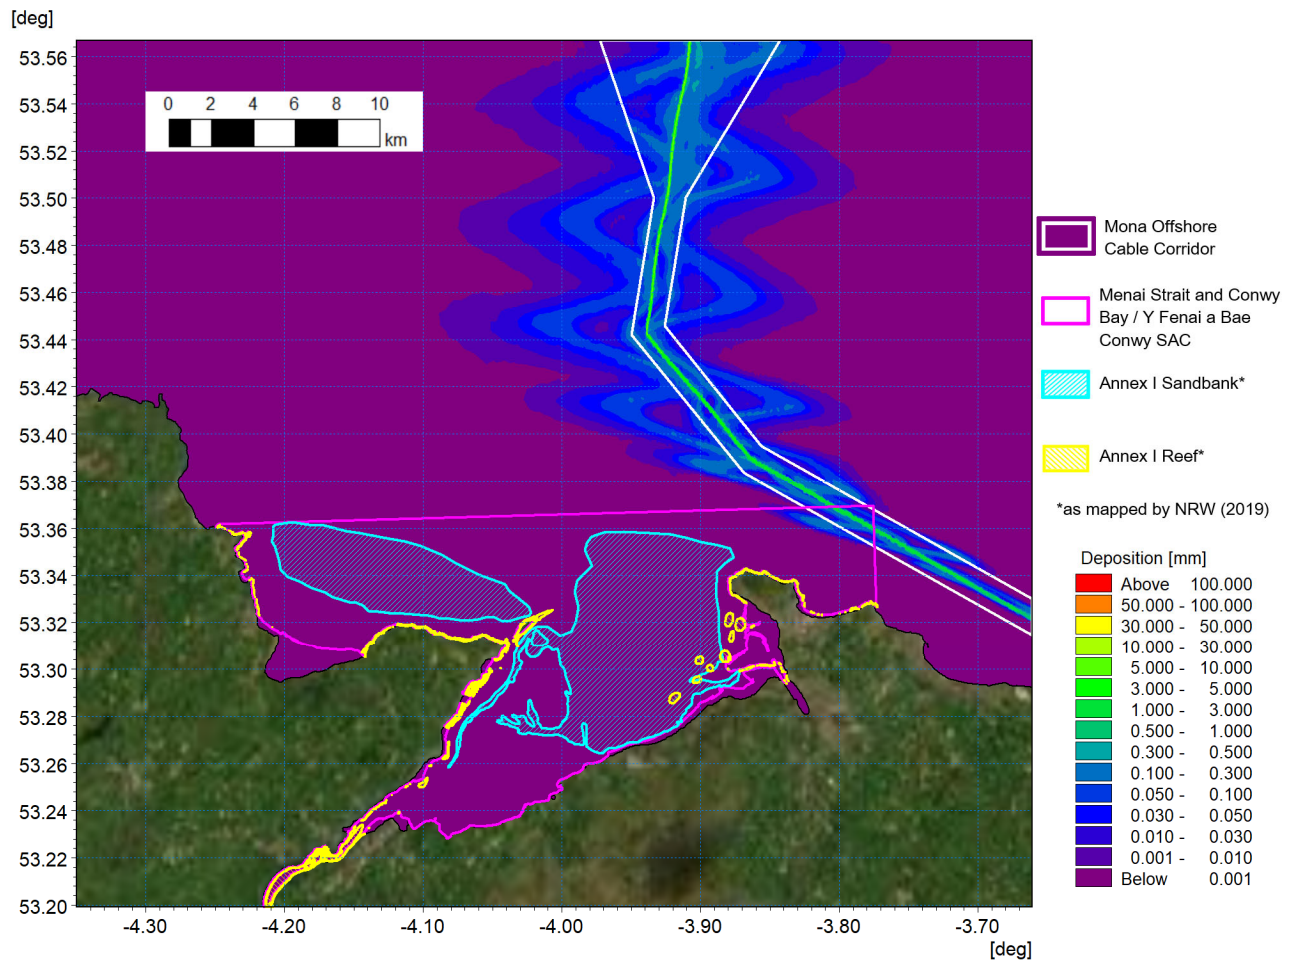 [deg]
53.56
53.54
53.52
53.50
53.48
53.46
53.44
53.42
53.40
53.38
53.36
53.34
53.32
53.30
53.28
53.26
53.24
53.22
53.20
0 2 4 6 8 10
km
-4.30 -4.20 -4.10 -4.00 -3.90 -3.80 -3.70
[deg]
Mona Offshore
Cable Corridor
Menai Strait and Conwy
Bay / Y Fenai a Bae
Conwy SAC
Annex I Sandbank*
Annex I Reef*
*as mapped by NRW (2019)
Deposition [mm]
Above 100.000
50.000 - 100.000
30.000 - 50.000
10.000 - 30.000
5.000 - 10.000
3.000 - 5.000
1.000 - 3.000
0.500 - 1.000
0.300 - 0.500
0.100 - 0.300
0.050 - 0.100
0.030 - 0.050
0.010 - 0.030
0.001 - 0.010
Below 0.001